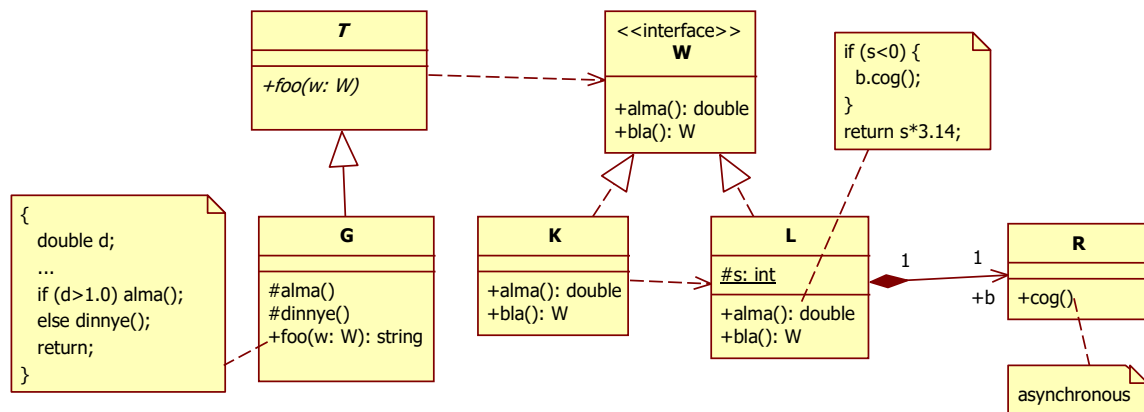 T
+foo(w: W)
<<interface>>
W
+alma(): double
+bla(): W
if (s<0) {
b.cog();
}
return s*3.14;
{
double d;
...
if (d>1.0) alma();
else dinnye();
return;
}
G
#alma()
#dinnye()
+foo(w: W): string
K
+alma(): double
+bla(): W
L
#s: int
+alma(): double
+bla(): W
1
1
+b
R
+cog()
asynchronous